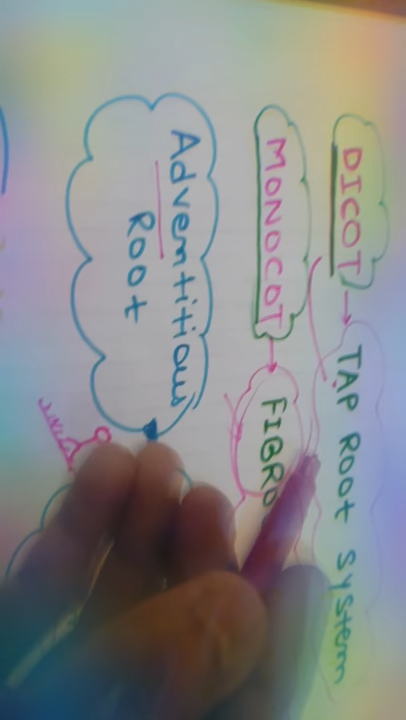 DICOT → TAP ROOT SYSTEM
MONOCOT → FIBRO
Adventitious
Root